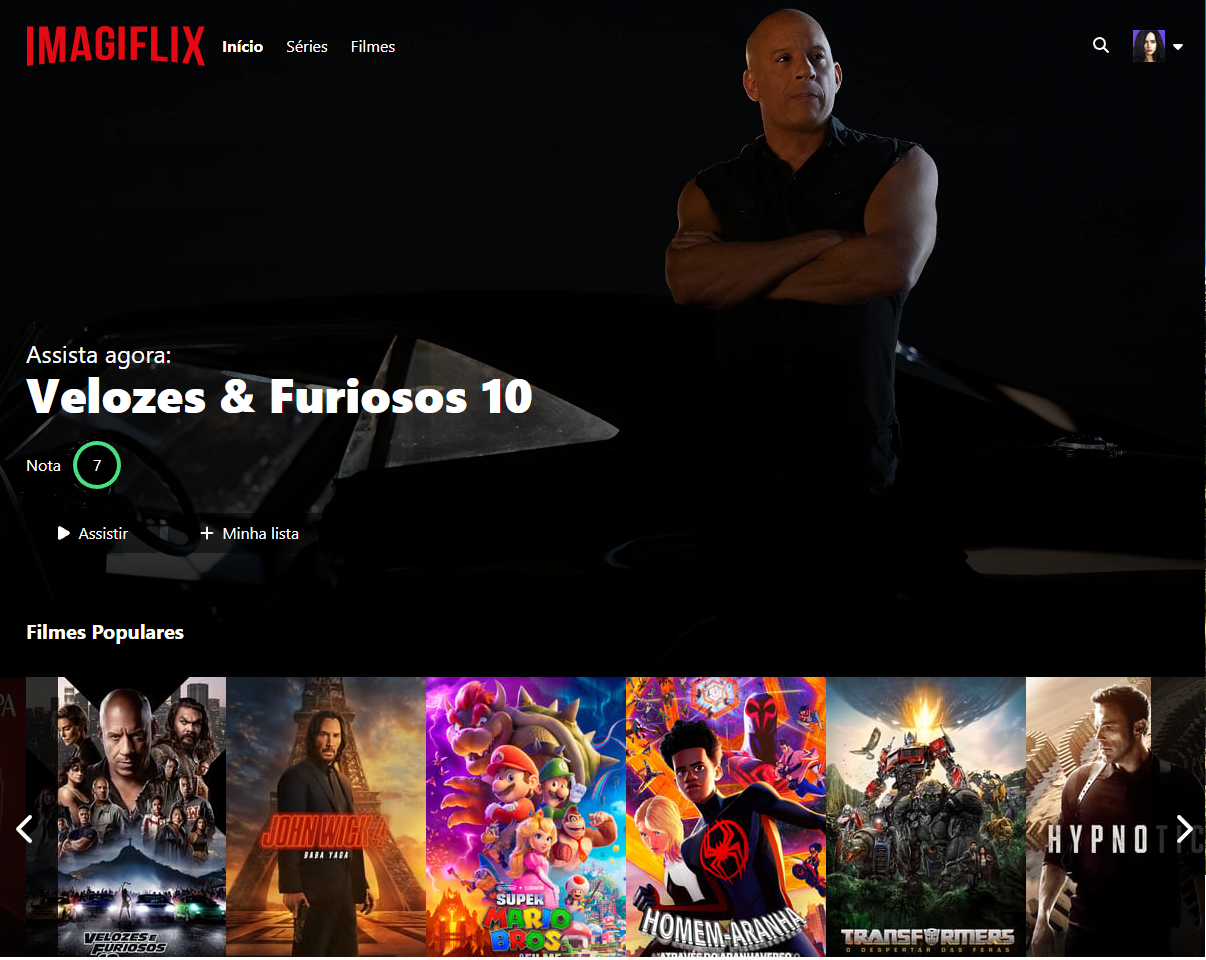 IMAGIFLIX Início Séries Filmes
Assista agora:
Velozes & Furiosos 10
Nota 7
Assistir Minha lista
Filmes Populares
PA
VELOZES E
FURIOSOS
JOHN WICK 4
BABA YAGA
SUPER
MARIO
BROS.
HOMEM-ARANHA
ATRAVÉS DO ARANHAVERSO
TRANSFORMERS
O DESPERTAR DAS FERAS
HYPNOTIC